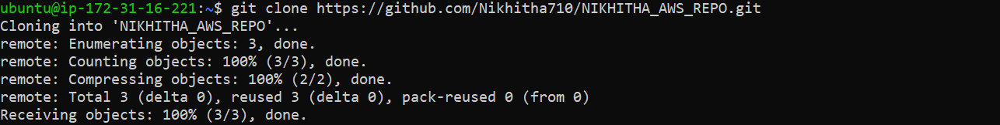 ubuntu@ip-172-31-16-221:~$ git clone https://github.com/Nikhitha710/NIKHITHA_AWS_REPO.git
Cloning into 'NIKHITHA_AWS_REPO'...
remote: Enumerating objects: 3, done.
remote: Counting objects: 100% (3/3), done.
remote: Compressing objects: 100% (2/2), done.
remote: Total 3 (delta 0), reused 3 (delta 0), pack-reused 0 (from 0)
Receiving objects: 100% (3/3), done.